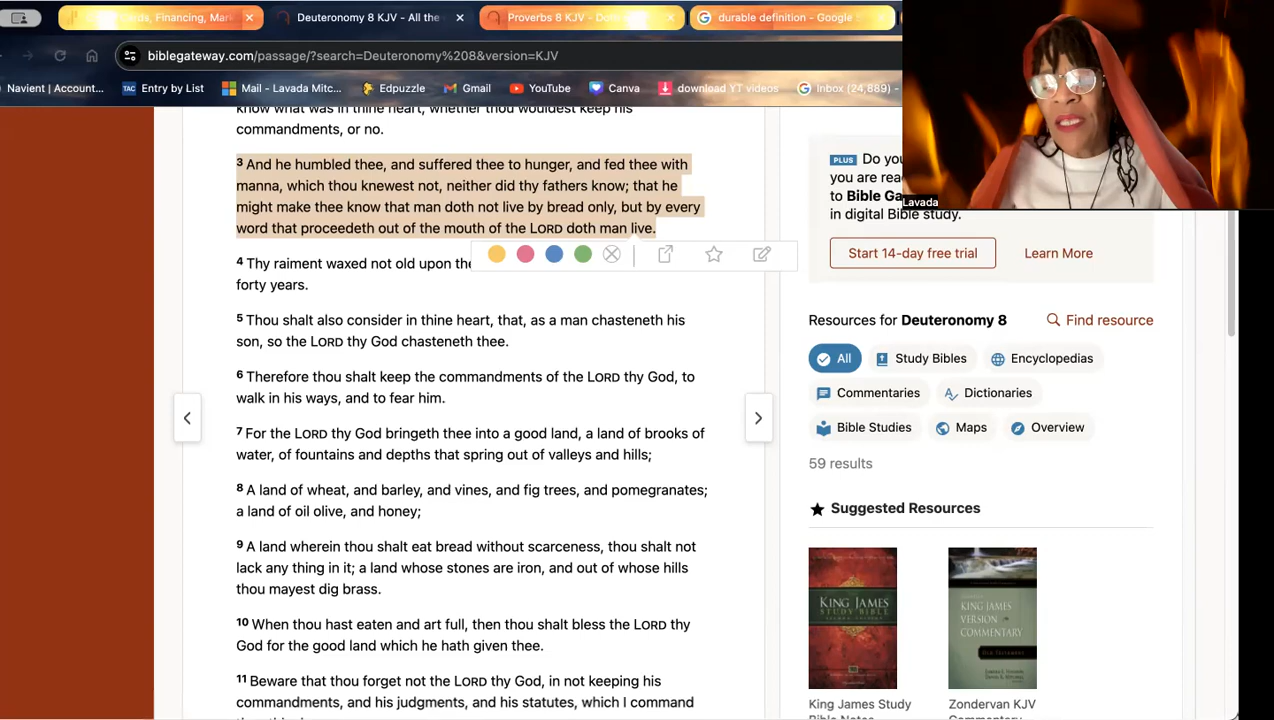 ards, Financing, Mar
Deuteronomy 8 KJV - All the
Proverbs 8 KJV - Do
durable definition - Google S
biblegateway.com/passage/?search=Deuteronomy%208&version=KJV
Navient | Account...
TAC Entry by List
Mail - Lavada Mitc...
Edpuzzle
Gmail
YouTube
Canva
download YT videos
Inbox (24,889)
know what was in thine heart, whether thou wouldest keep his
commandments, or no.
3 And he humbled thee, and suffered thee to hunger, and fed thee with
manna, which thou knewest not, neither did thy fathers know; that he
might make thee know that man doth not live by bread only, but by every
word that proceedeth out of the mouth of the LORD doth man live.
4 Thy raiment waxed not old upon the
forty years.
5 Thou shalt also consider in thine heart, that, as a man chasteneth his
son, so the LORD thy God chasteneth thee.
6 Therefore thou shalt keep the commandments of the LORD thy God, to
walk in his ways, and to fear him.
7 For the LORD thy God bringeth thee into a good land, a land of brooks of
water, of fountains and depths that spring out of valleys and hills;
8 A land of wheat, and barley, and vines, and fig trees, and pomegranates;
a land of oil olive, and honey;
9 A land wherein thou shalt eat bread without scarceness, thou shalt not
lack any thing in it; a land whose stones are iron, and out of whose hills
thou mayest dig brass.
10 When thou hast eaten and art full, then thou shalt bless the LORD thy
God for the good land which he hath given thee.
11 Beware that thou forget not the LORD thy God, in not keeping his
commandments, and his judgments, and his statutes, which I command
Lavada
PLUS Do yo
you are rea
to Bible Ga
in digital Bible study.
Start 14-day free trial
Learn More
Resources for Deuteronomy 8
Find resource
All
Study Bibles
Encyclopedias
Commentaries
Dictionaries
Bible Studies
Maps
Overview
59 results
Suggested Resources
KING JAMES
STUDY BIBLE
KING JAMES
VERSION
COMMENTARY
King James Study
Bible Notes
Zondervan KJV
Commentary